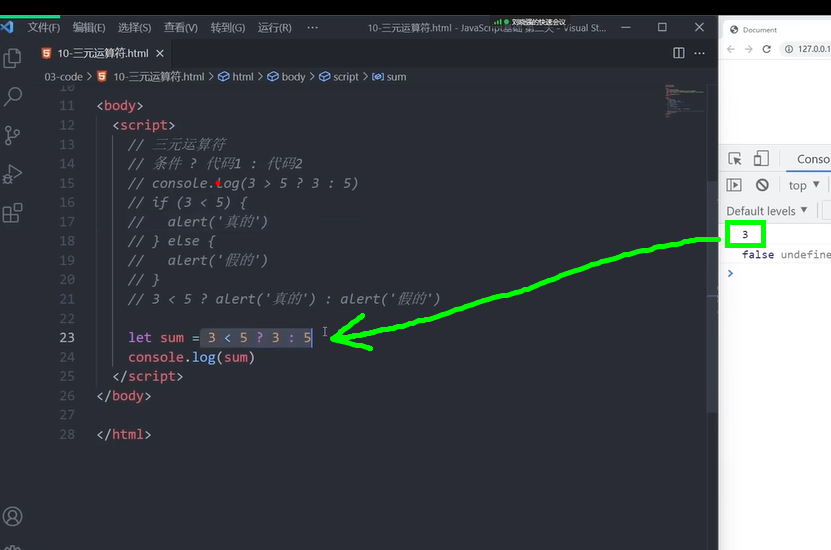 文件(F) 编辑(E) 选择(S) 查看(V) 转到(G) 运行(R) ··· 10-三元运算符.html - JavaScript基础 第二天 - Visual St...
刘晓强的快速会议
10-三元运算符.html
03-code > 10-三元运算符.html > html > body > script > sum
10
11 <body>
12 <script>
13 // 三元运算符
14 // 条件 ? 代码1 : 代码2
15 // console.log(3 > 5 ? 3 : 5)
16 // if (3 < 5) {
17 // alert('真的')
18 // } else {
19 // alert('假的')
20 // }
21 // 3 < 5 ? alert('真的') : alert('假的')
22
23 let sum = 3 < 5 ? 3 : 5
24 console.log(sum)
25 </script>
26 </body>
27
28 </html>
Document
127.0.0.1
Conso
top
Default levels
3
false undefine